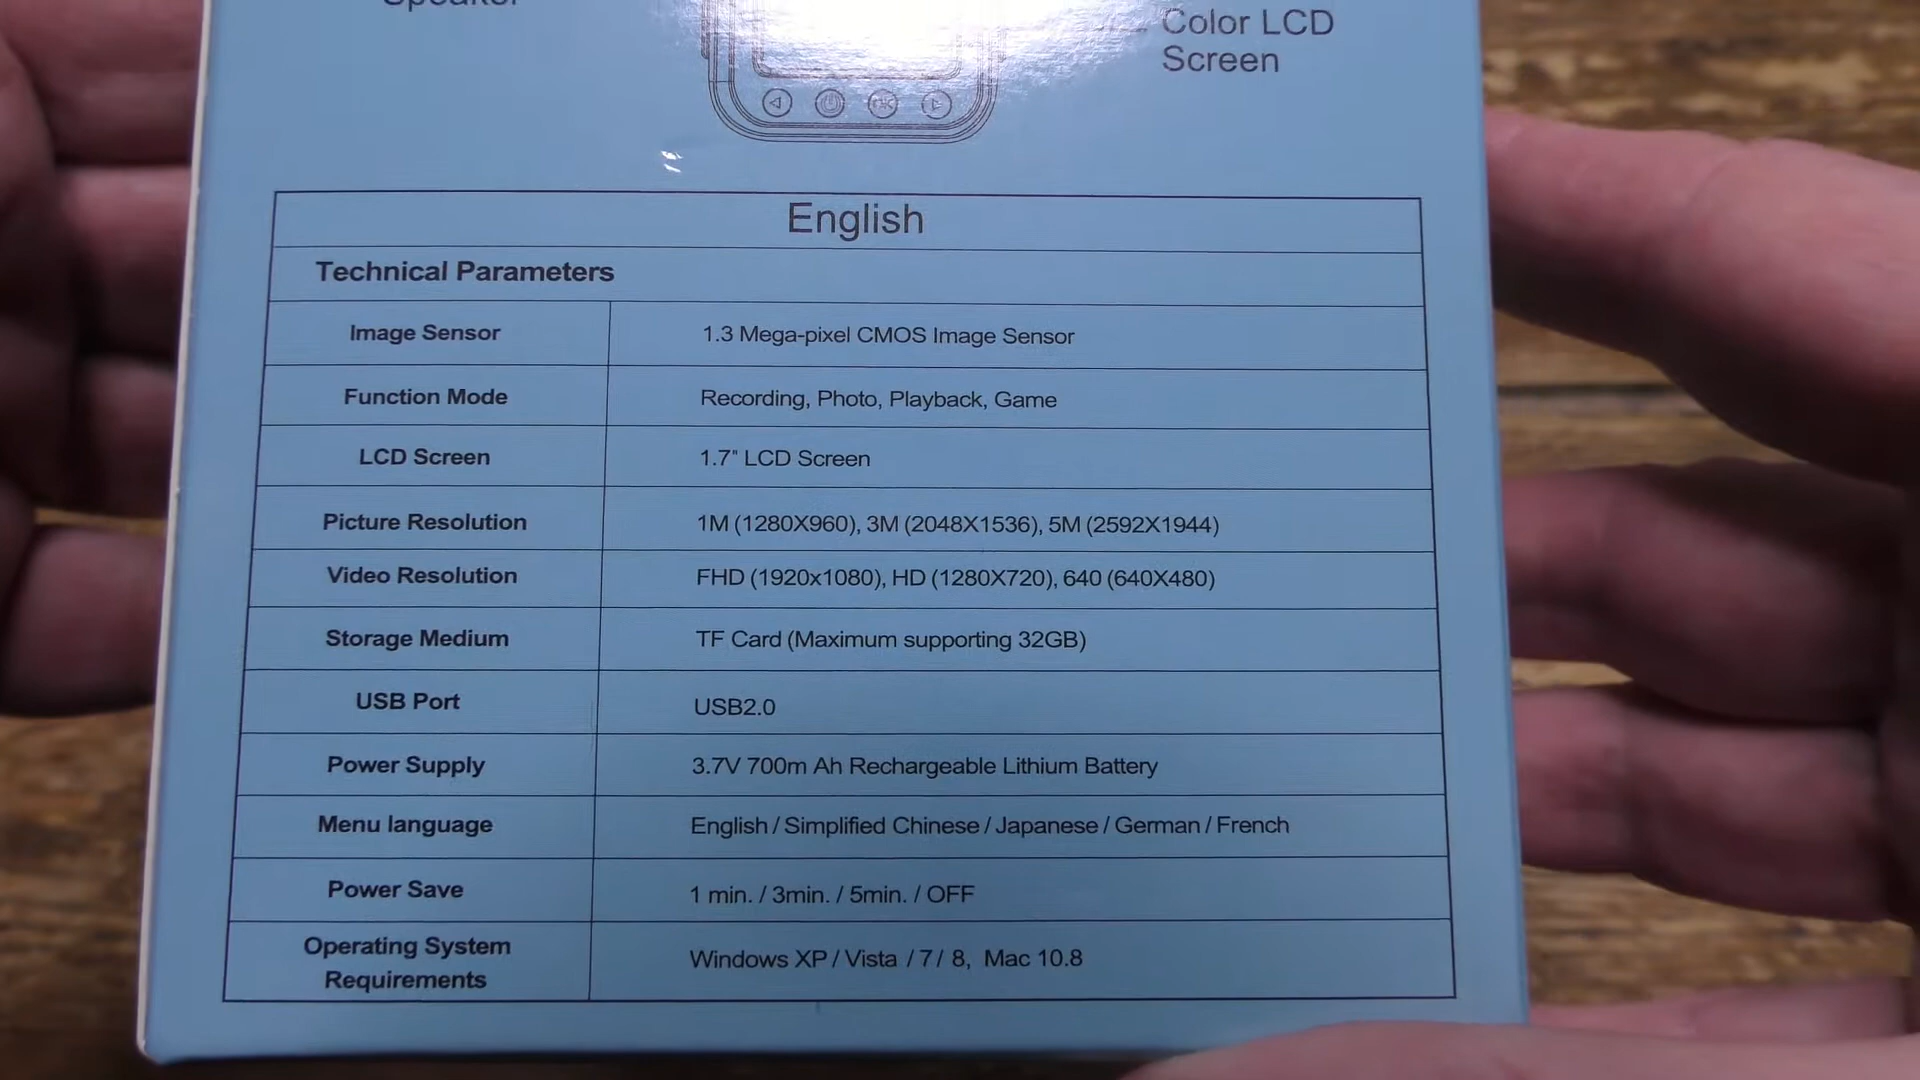 Speaker
Color LCD
Screen
OK
English
Technical Parameters
Image Sensor 1.3 Mega-pixel CMOS Image Sensor
Function Mode Recording, Photo, Playback, Game
LCD Screen 1.7" LCD Screen
Picture Resolution 1M (1280X960), 3M (2048X1536), 5M (2592X1944)
Video Resolution FHD (1920x1080), HD (1280X720), 640 (640X480)
Storage Medium TF Card (Maximum supporting 32GB)
USB Port USB2.0
Power Supply 3.7V 700m Ah Rechargeable Lithium Battery
Menu language English / Simplified Chinese / Japanese / German / French
Power Save 1 min. / 3min. / 5min. / OFF
Operating System
Requirements Windows XP / Vista / 7 / 8, Mac 10.8